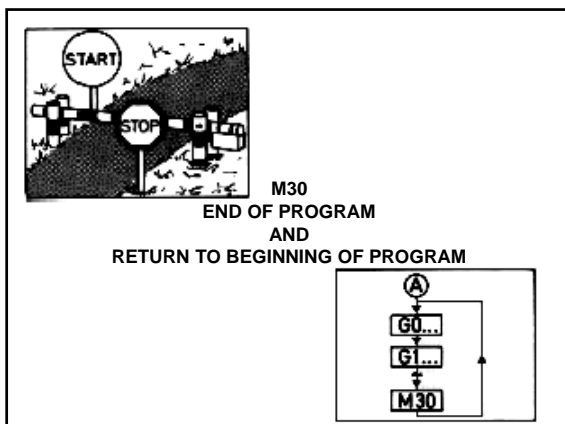 START
STOP
M30
END OF PROGRAM
AND
RETURN TO BEGINNING OF PROGRAM
A
G0...
G1...
M30